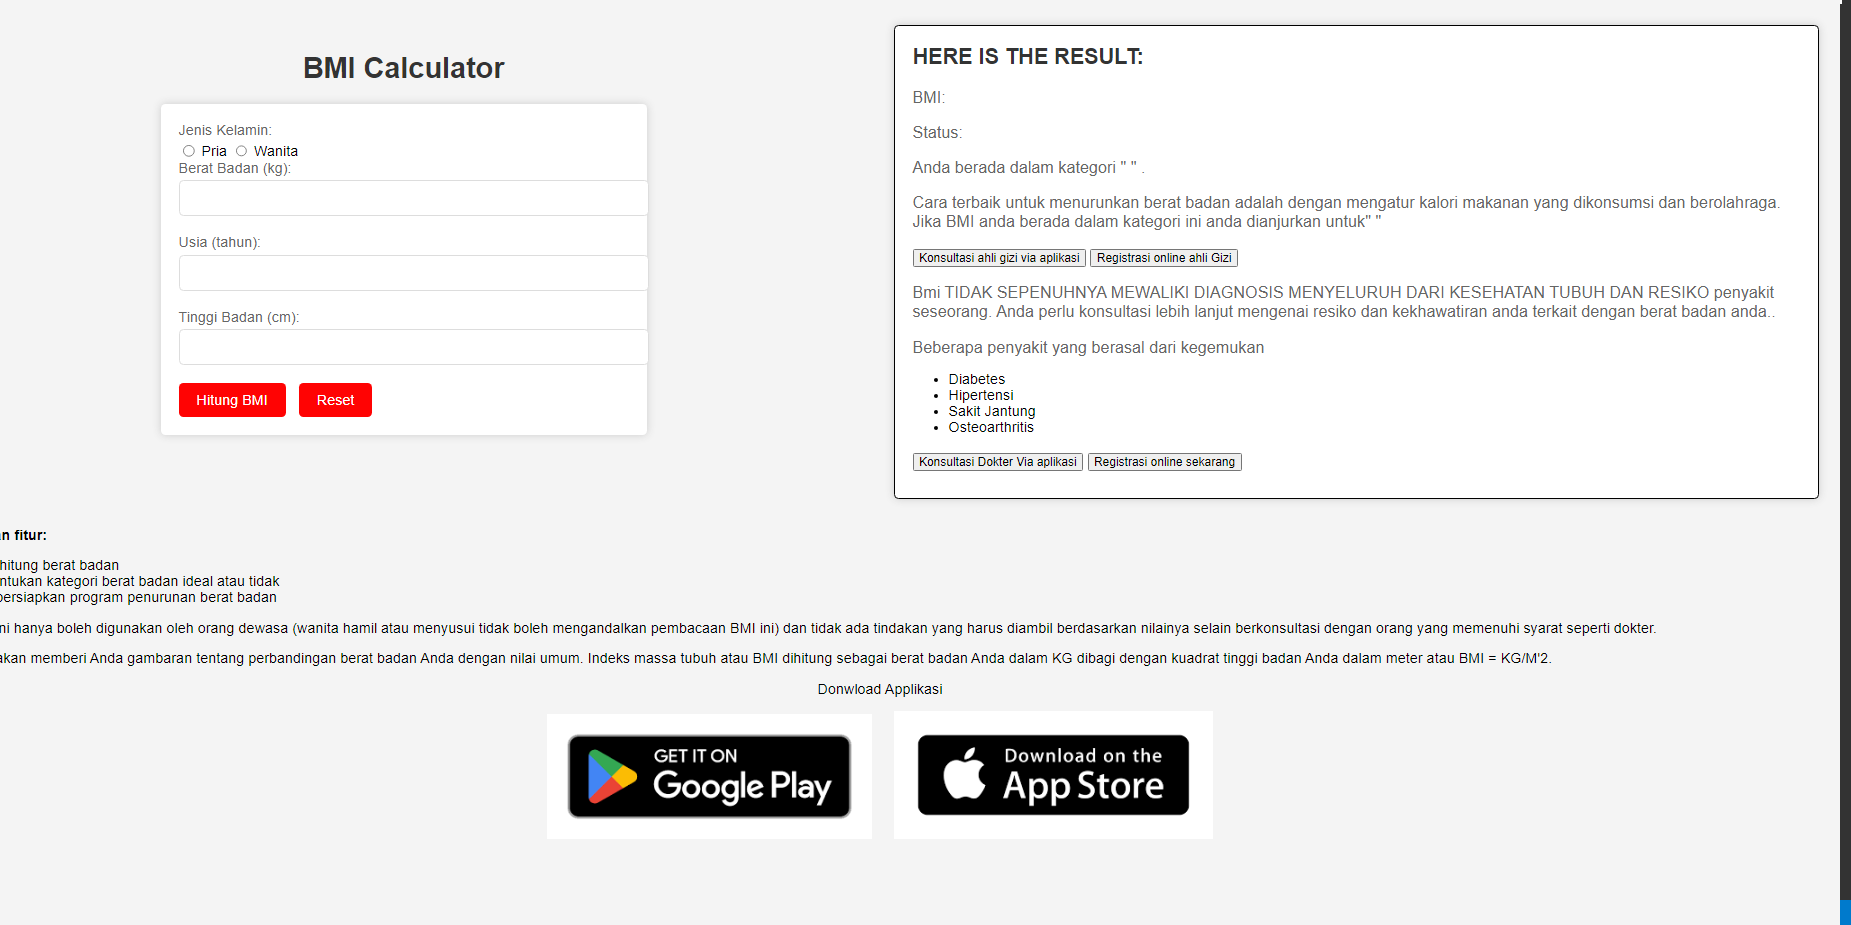 BMI Calculator
Jenis Kelamin:
Pria Wanita
Berat Badan (kg):
Usia (tahun):
Tinggi Badan (cm):
Hitung BMI Reset
HERE IS THE RESULT:
BMI:
Status:
Anda berada dalam kategori " " .
Cara terbaik untuk menurunkan berat badan adalah dengan mengatur kalori makanan yang dikonsumsi dan berolahraga.
Jika BMI anda berada dalam kategori ini anda dianjurkan untuk" "
Konsultasi ahli gizi via aplikasi Registrasi online ahli Gizi
Bmi TIDAK SEPENUHNYA MEWALIKI DIAGNOSIS MENYELURUH DARI KESEHATAN TUBUH DAN RESIKO penyakit
seseorang. Anda perlu konsultasi lebih lanjut mengenai resiko dan kekhawatiran anda terkait dengan berat badan anda..
Beberapa penyakit yang berasal dari kegemukan
Diabetes
Hipertensi
Sakit Jantung
Osteoarthritis
Konsultasi Dokter Via aplikasi Registrasi online sekarang
n fitur:
hitung berat badan
ntukan kategori berat badan ideal atau tidak
persiapkan program penurunan berat badan
ni hanya boleh digunakan oleh orang dewasa (wanita hamil atau menyusui tidak boleh mengandalkan pembacaan BMI ini) dan tidak ada tindakan yang harus diambil berdasarkan nilainya selain berkonsultasi dengan orang yang memenuhi syarat seperti dokter.
akan memberi Anda gambaran tentang perbandingan berat badan Anda dengan nilai umum. Indeks massa tubuh atau BMI dihitung sebagai berat badan Anda dalam KG dibagi dengan kuadrat tinggi badan Anda dalam meter atau BMI = KG/M'2.
Donwload Applikasi
GET IT ON
Google Play
Download on the
App Store